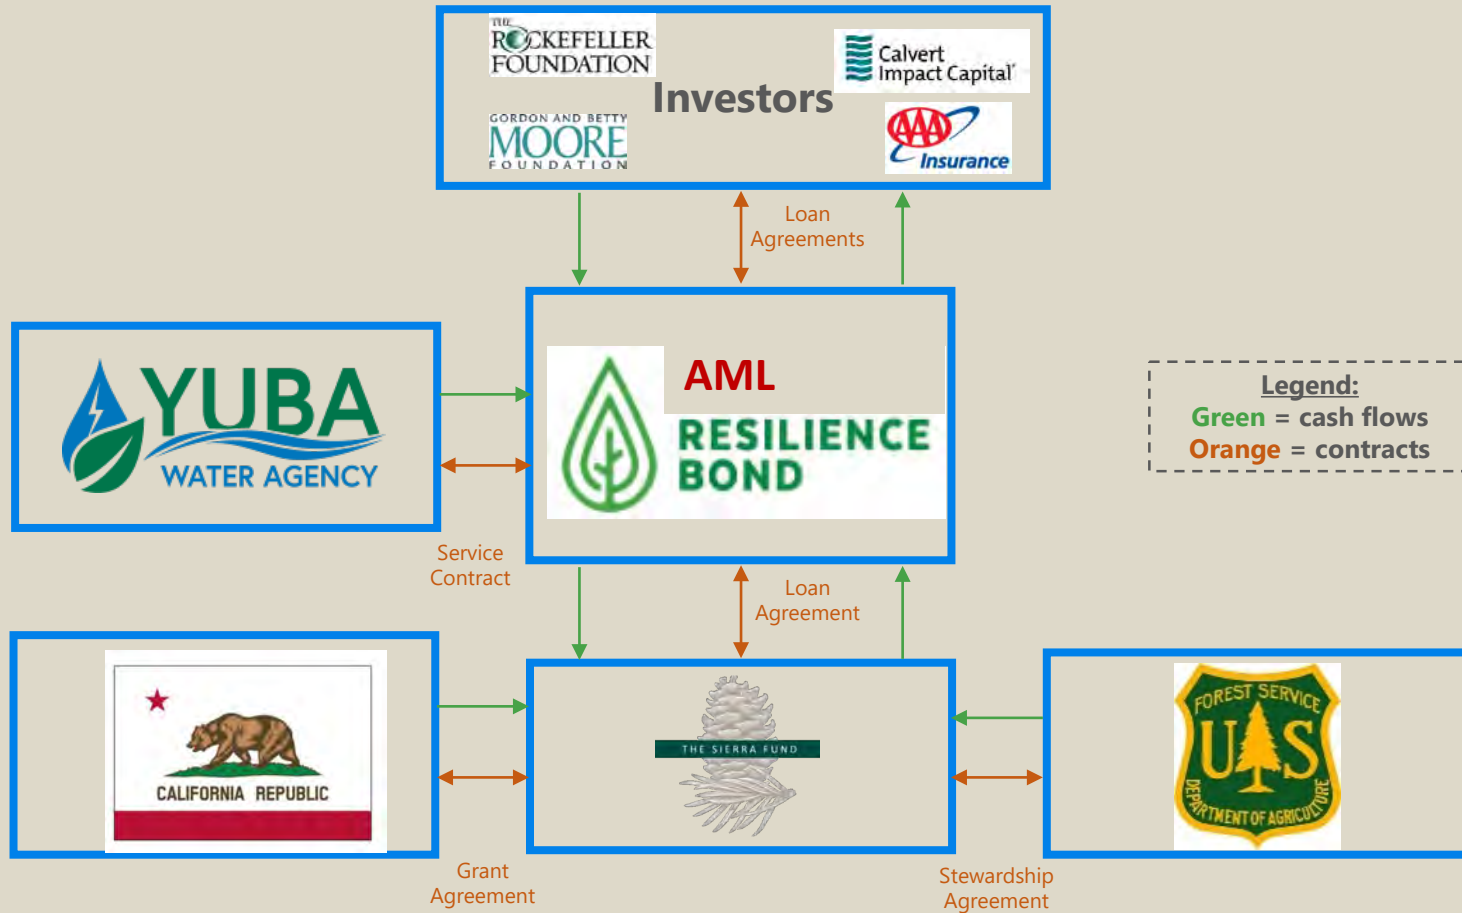 THE
ROCKEFELLER
FOUNDATION
Calvert
Impact Capital
Investors
GORDON AND BETTY
MOORE
FOUNDATION
AAA
Insurance
Loan
Agreements
YUBA
WATER AGENCY
AML
RESILIENCE
BOND
Legend:
Green = cash flows
Orange = contracts
Service
Contract
Loan
Agreement
CALIFORNIA REPUBLIC
THE SIERRA FUND
FOREST SERVICE
US
DEPARTMENT OF AGRICULTURE
Grant
Agreement
Stewardship
Agreement